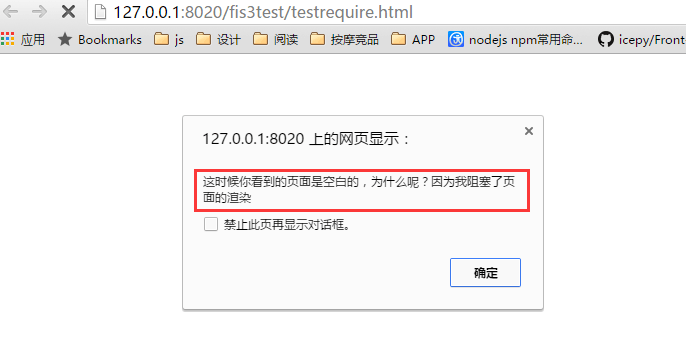 127.0.0.1:8020/fis3test/testrequire.html
应用 Bookmarks js 设计 阅读 按摩竞品 APP nodejs npm常用命... icepy/Front
127.0.0.1:8020 上的网页显示：
这时候你看到的页面是空白的，为什么呢？因为我阻塞了页
面的渲染
禁止此页再显示对话框。
确定